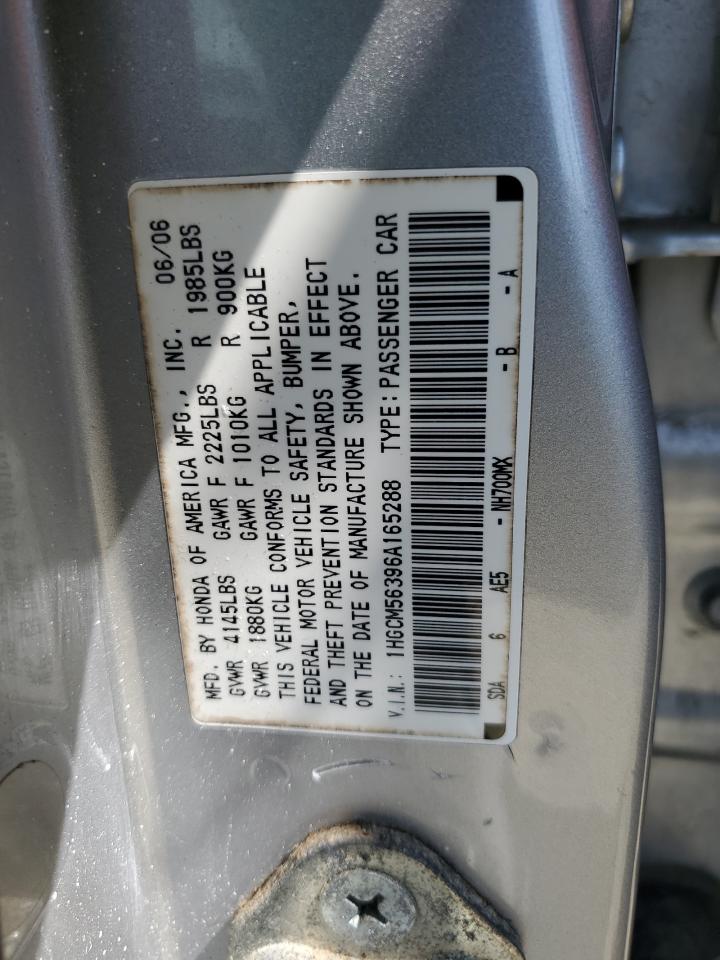 MFD. BY HONDA OF AMERICA MFG., INC. 06/06
GVWR 4145LBS GAWR F 2225LBS R 1985LBS
GVWR 1880KG GAWR F 1010KG R 900KG
THIS VEHICLE CONFORMS TO ALL APPLICABLE
FEDERAL MOTOR VEHICLE SAFETY, BUMPER,
AND THEFT PREVENTION STANDARDS IN EFFECT
ON THE DATE OF MANUFACTURE SHOWN ABOVE.
V.I.N.: 1HGCM56396A165288 TYPE: PASSENGER CAR
SDA 6 AE5 - NH700MX - B - A